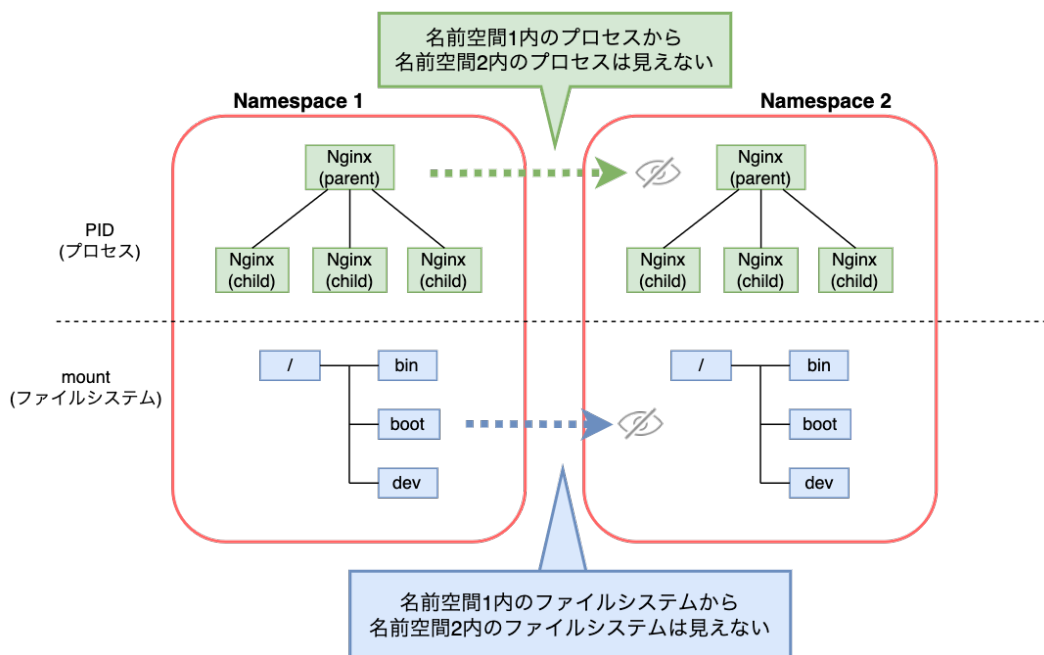 名前空間1内のプロセスから
名前空間2内のプロセスは見えない
Namespace 1
Namespace 2
PID
(プロセス)
Nginx
(parent)
Nginx
(child)
Nginx
(child)
Nginx
(child)
Nginx
(parent)
Nginx
(child)
Nginx
(child)
Nginx
(child)
mount
(ファイルシステム)
/
bin
boot
dev
/
bin
boot
dev
名前空間1内のファイルシステムから
名前空間2内のファイルシステムは見えない